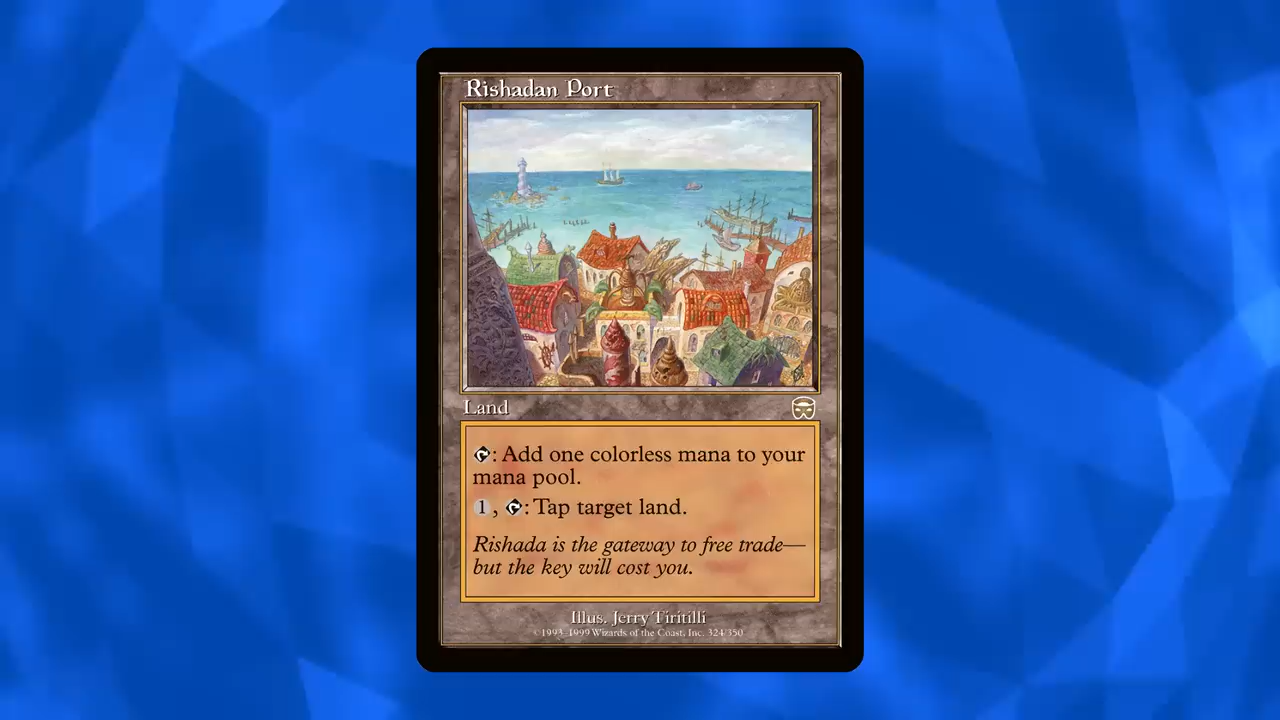 Rishadan Port
Land
: Add one colorless mana to your
mana pool.
1, : Tap target land.
Rishada is the gateway to free trade—
but the key will cost you.
Illus. Jerry Tiritilli
©1993–1999 Wizards of the Coast, Inc. 324/350